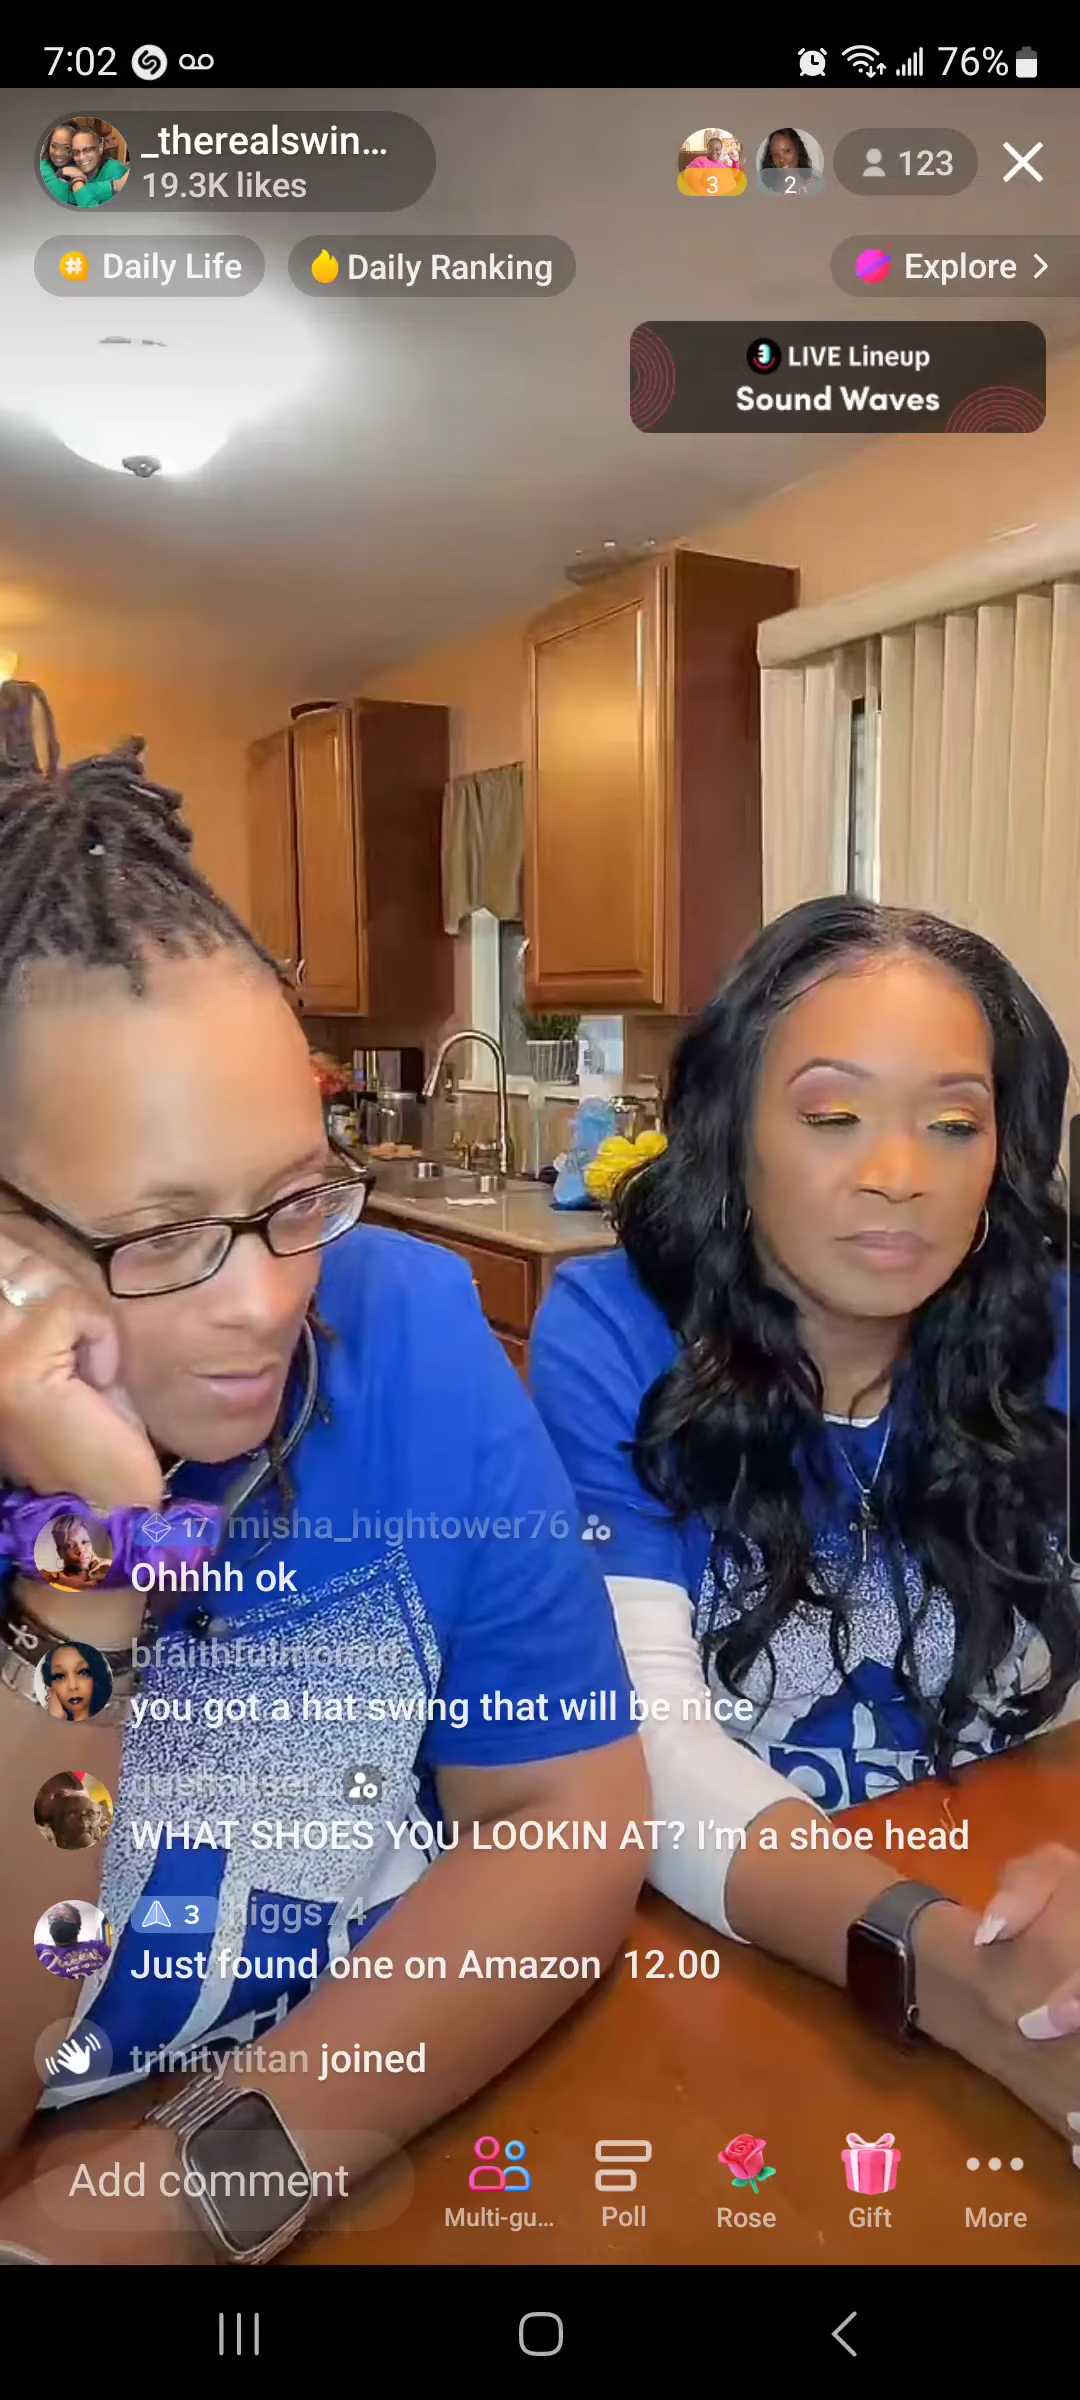 7:02 76%
_therealswin...
19.3K likes
3
2
123
Daily Life
Daily Ranking
Explore
LIVE Lineup
Sound Waves
17 misha_hightower76
Ohhhh ok
you got a hat swing that will be nice
WHAT SHOES YOU LOOKIN AT? I'm a shoe head
3 higgs74
Just found one on Amazon 12.00
trinitytitan joined
Add comment
Multi-gu...
Poll
Rose
Gift
More